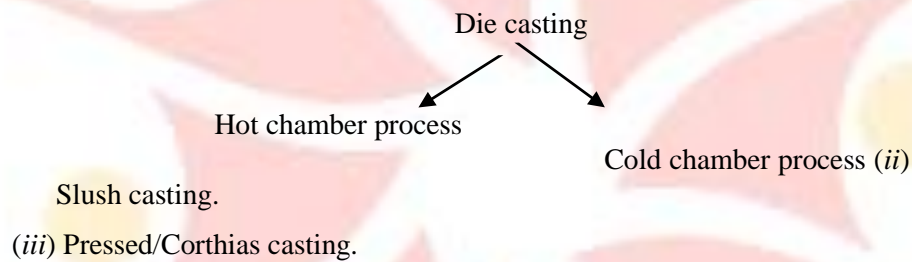 Die casting
Hot chamber process
Cold chamber process (ii)
Slush casting.
(iii) Pressed/Corthias casting.